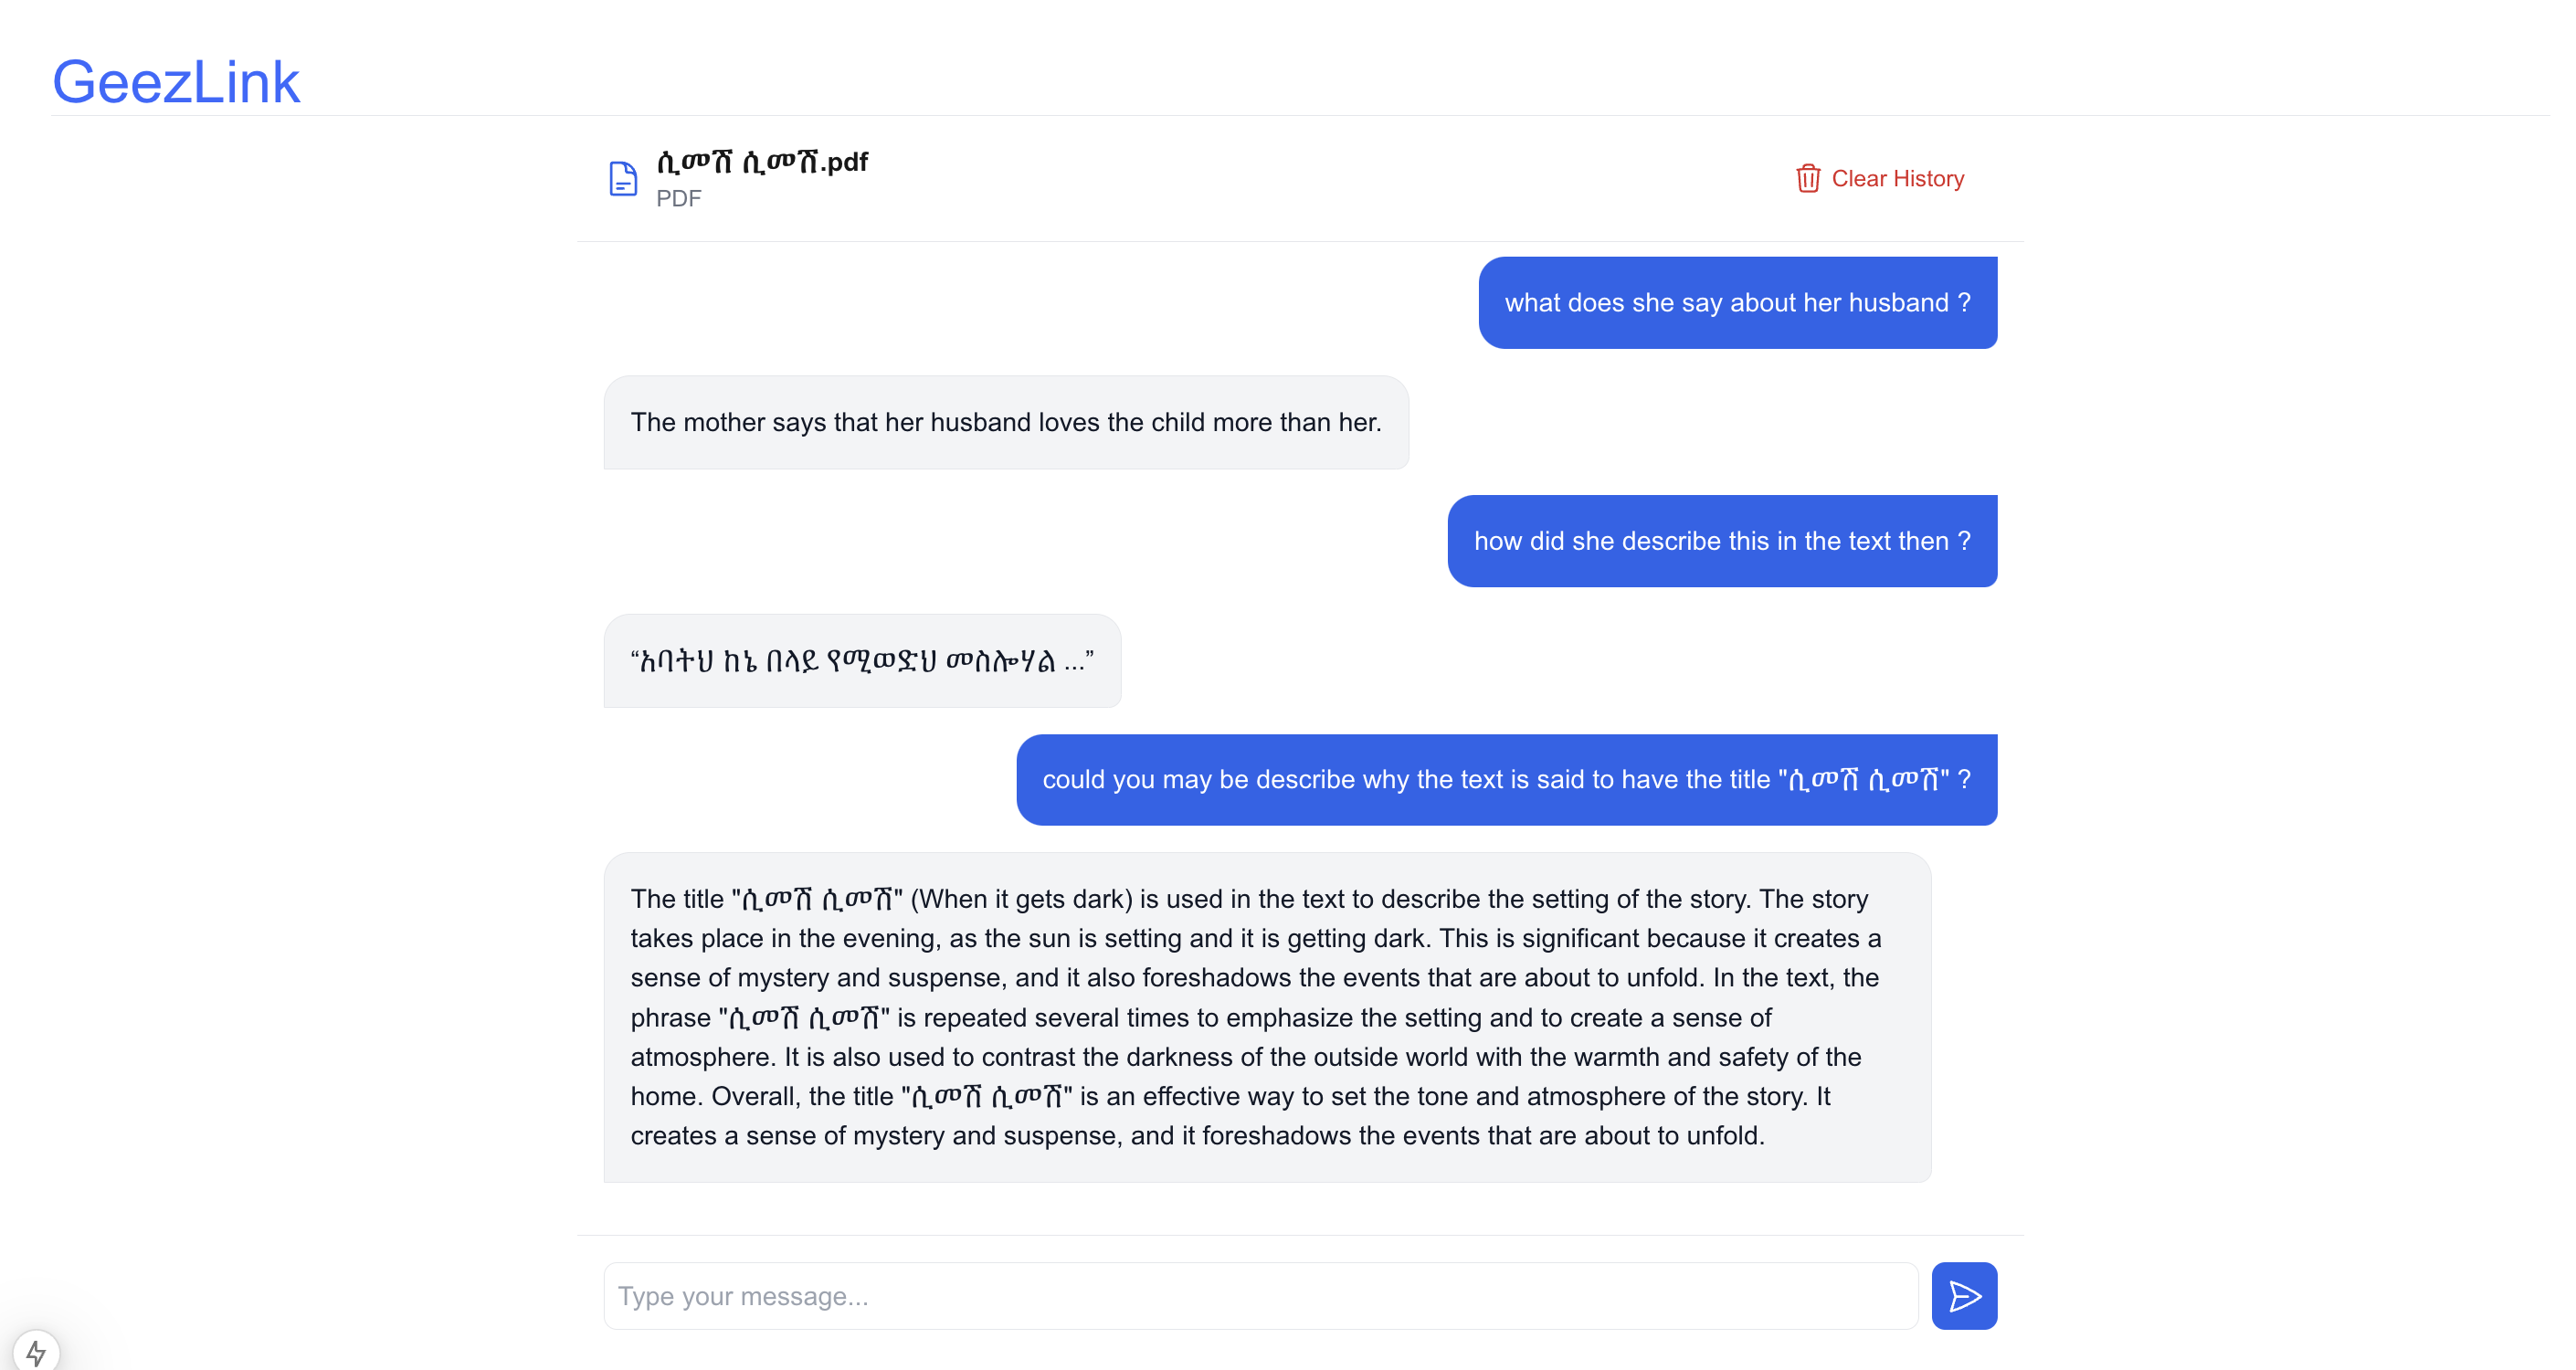 GeezLink
ሲመሽ ሲመሽ.pdf
PDF
Clear History
what does she say about her husband ?
The mother says that her husband loves the child more than her.
how did she describe this in the text then ?
“አባትህ ከኔ በላይ የሚወድህ መስሎሃል ...”
could you may be describe why the text is said to have the title "ሲመሽ ሲመሽ" ?
The title "ሲመሽ ሲመሽ" (When it gets dark) is used in the text to describe the setting of the story. The story
takes place in the evening, as the sun is setting and it is getting dark. This is significant because it creates a
sense of mystery and suspense, and it also foreshadows the events that are about to unfold. In the text, the
phrase "ሲመሽ ሲመሽ" is repeated several times to emphasize the setting and to create a sense of
atmosphere. It is also used to contrast the darkness of the outside world with the warmth and safety of the
home. Overall, the title "ሲመሽ ሲመሽ" is an effective way to set the tone and atmosphere of the story. It
creates a sense of mystery and suspense, and it foreshadows the events that are about to unfold.
Type your message...